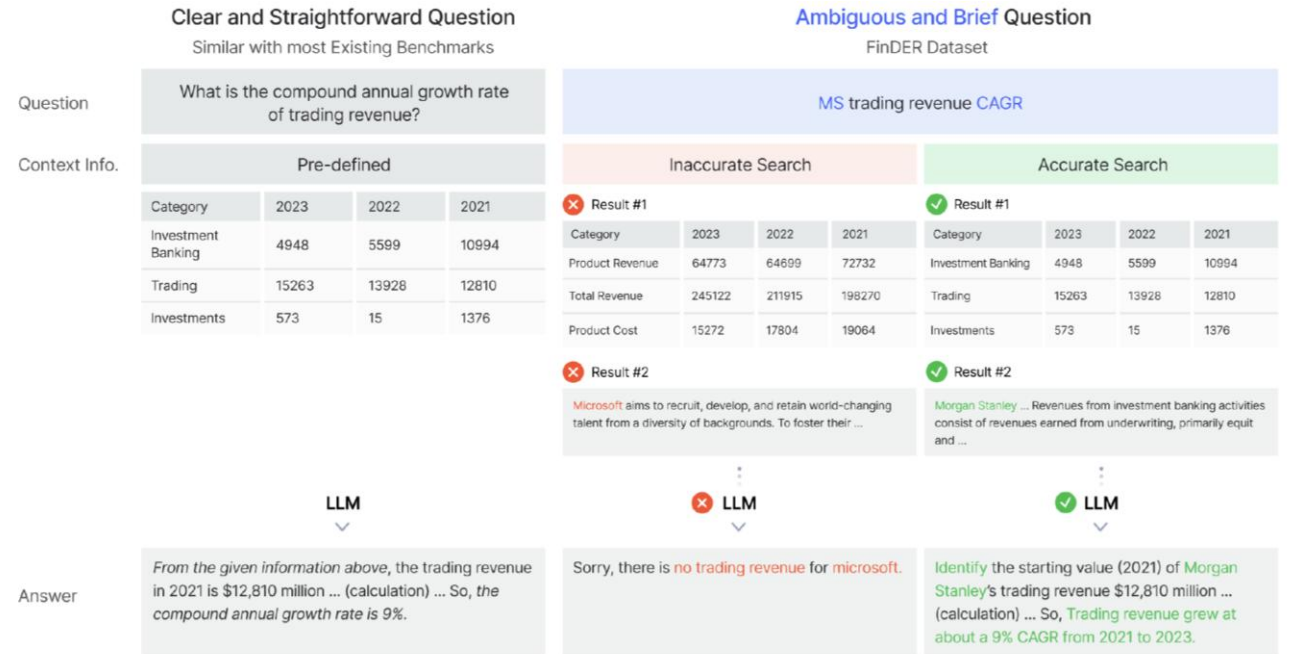 Clear and Straightforward Question
Similar with most Existing Benchmarks
Ambiguous and Brief Question
FinDER Dataset
Question
What is the compound annual growth rate
of trading revenue?
MS trading revenue CAGR
Context Info.
Pre-defined
Inaccurate Search
Accurate Search
Category 2023 2022 2021
Investment
Banking
4948 5599 10994
Trading 15263 13928 12810
Investments 573 15 1376
Result #1
Category 2023 2022 2021
Product Revenue 64773 64699 72732
Total Revenue 245122 211915 198270
Product Cost 15272 17804 19064
Result #2
Microsoft aims to recruit, develop, and retain world-changing
talent from a diversity of backgrounds. To foster their ...
Result #1
Category 2023 2022 2021
Investment Banking 4948 5599 10994
Trading 15263 13928 12810
Investments 573 15 1376
Result #2
Morgan Stanley ... Revenues from investment banking activities
consist of revenues earned from underwriting, primarily equit
and ...
LLM
LLM
LLM
Answer
From the given information above, the trading revenue
in 2021 is $12,810 million ... (calculation) ... So, the
compound annual growth rate is 9%.
Sorry, there is no trading revenue for microsoft.
Identify the starting value (2021) of Morgan
Stanley's trading revenue $12,810 million ...
(calculation) ... So, Trading revenue grew at
about a 9% CAGR from 2021 to 2023.